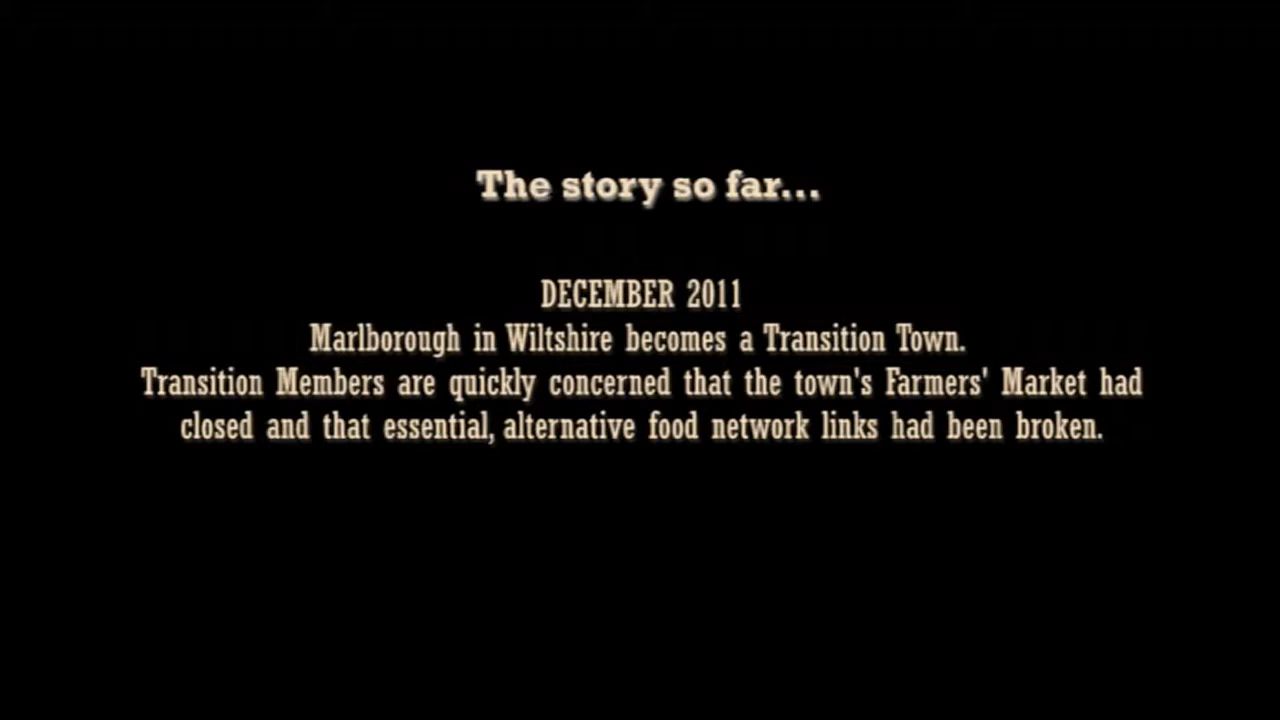 The story so far...
DECEMBER 2011
Marlborough in Wiltshire becomes a Transition Town.
Transition Members are quickly concerned that the town's Farmers' Market had
closed and that essential, alternative food network links had been broken.